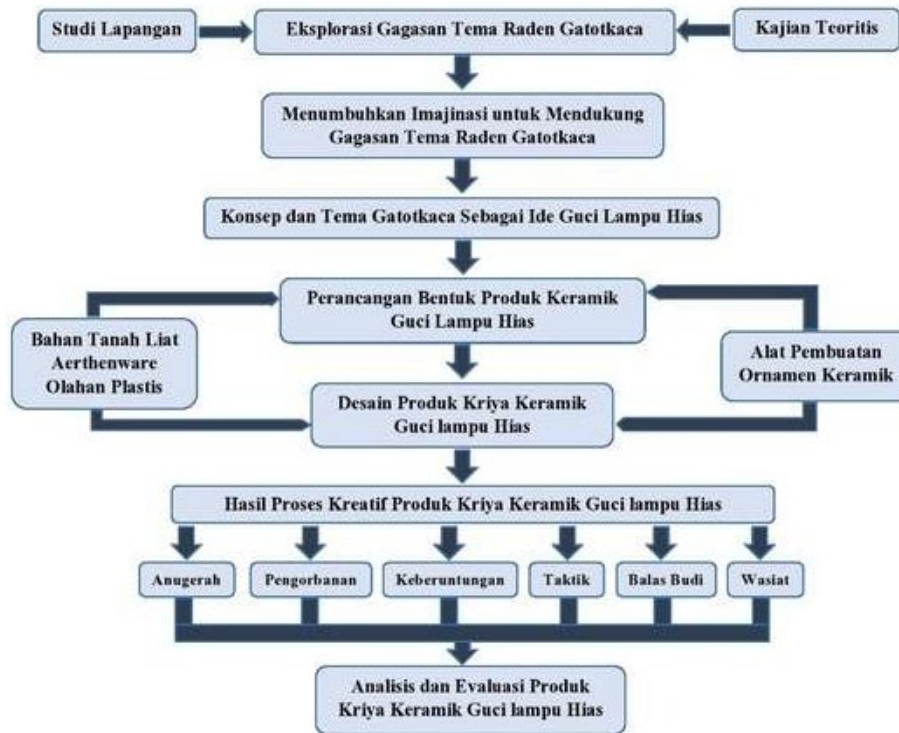 Studi Lapangan
Eksplorasi Gagasan Tema Raden Gatotkaca
Kajian Teoritis
Menumbuhkan Imajinasi untuk Mendukung
Gagasan Tema Raden Gatotkaca
Konsep dan Tema Gatotkaca Sebagai Ide Guci Lampu Hias
Perancangan Bentuk Produk Keramik
Guci Lampu Hias
Bahan Tanah Liat
Aerthenware
Olahan Plastis
Alat Pembuatan
Ornamen Keramik
Desain Produk Kriya Keramik
Guci lampu Hias
Hasil Proses Kreatif Produk Kriya Keramik Guci lampu Hias
Anugerah
Pengorbanan
Keberuntungan
Taktik
Balas Budi
Wasiat
Analisis dan Evaluasi Produk
Kriya Keramik Guci lampu Hias